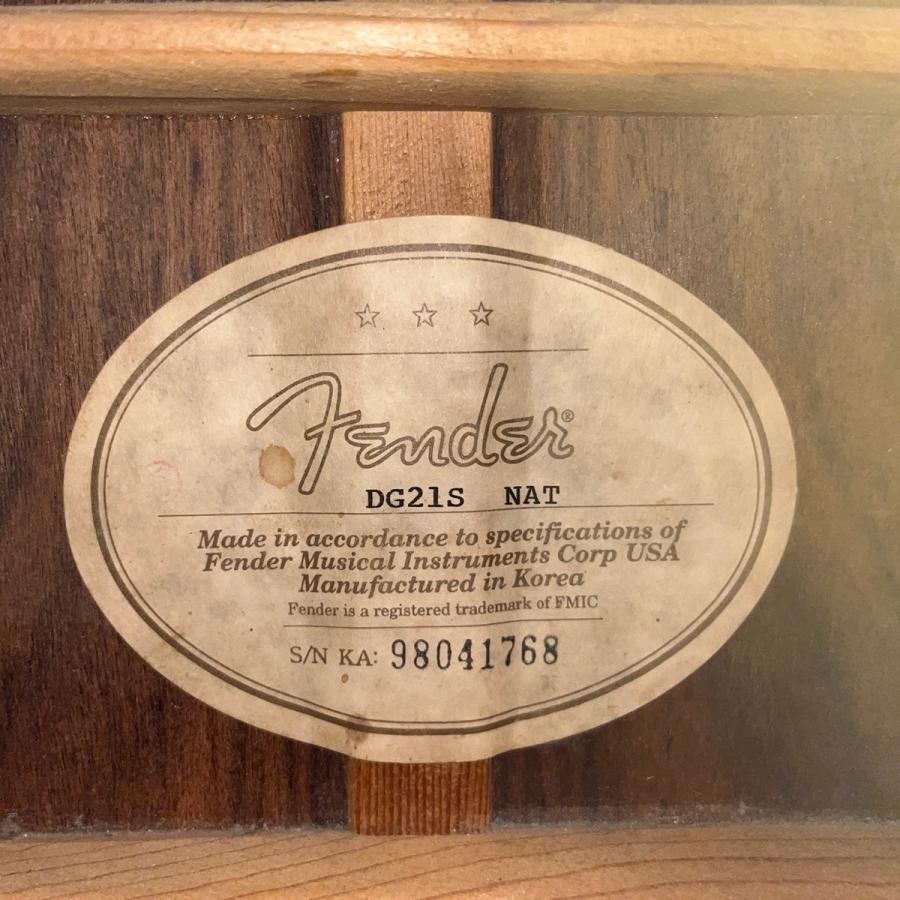 Fender®
DG21S NAT
Made in accordance to specifications of
Fender Musical Instruments Corp USA
Manufactured in Korea
Fender is a registered trademark of FMIC
S/N KA: 98041768